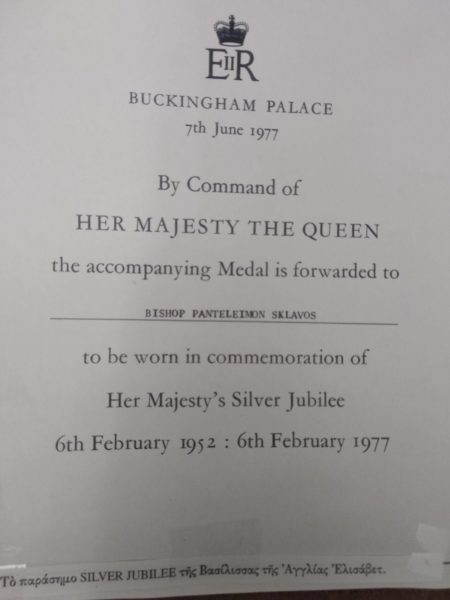 EIIR
BUCKINGHAM PALACE
7th June 1977
By Command of
HER MAJESTY THE QUEEN
the accompanying Medal is forwarded to
BISHOP PANTELEIMON SKLAVOS
to be worn in commemoration of
Her Majesty's Silver Jubilee
6th February 1952 : 6th February 1977
Τὸ παράσημο SILVER JUBILEE τῆς Βασίλισσας τῆς Ἀγγλίας Ἐλισάβετ.